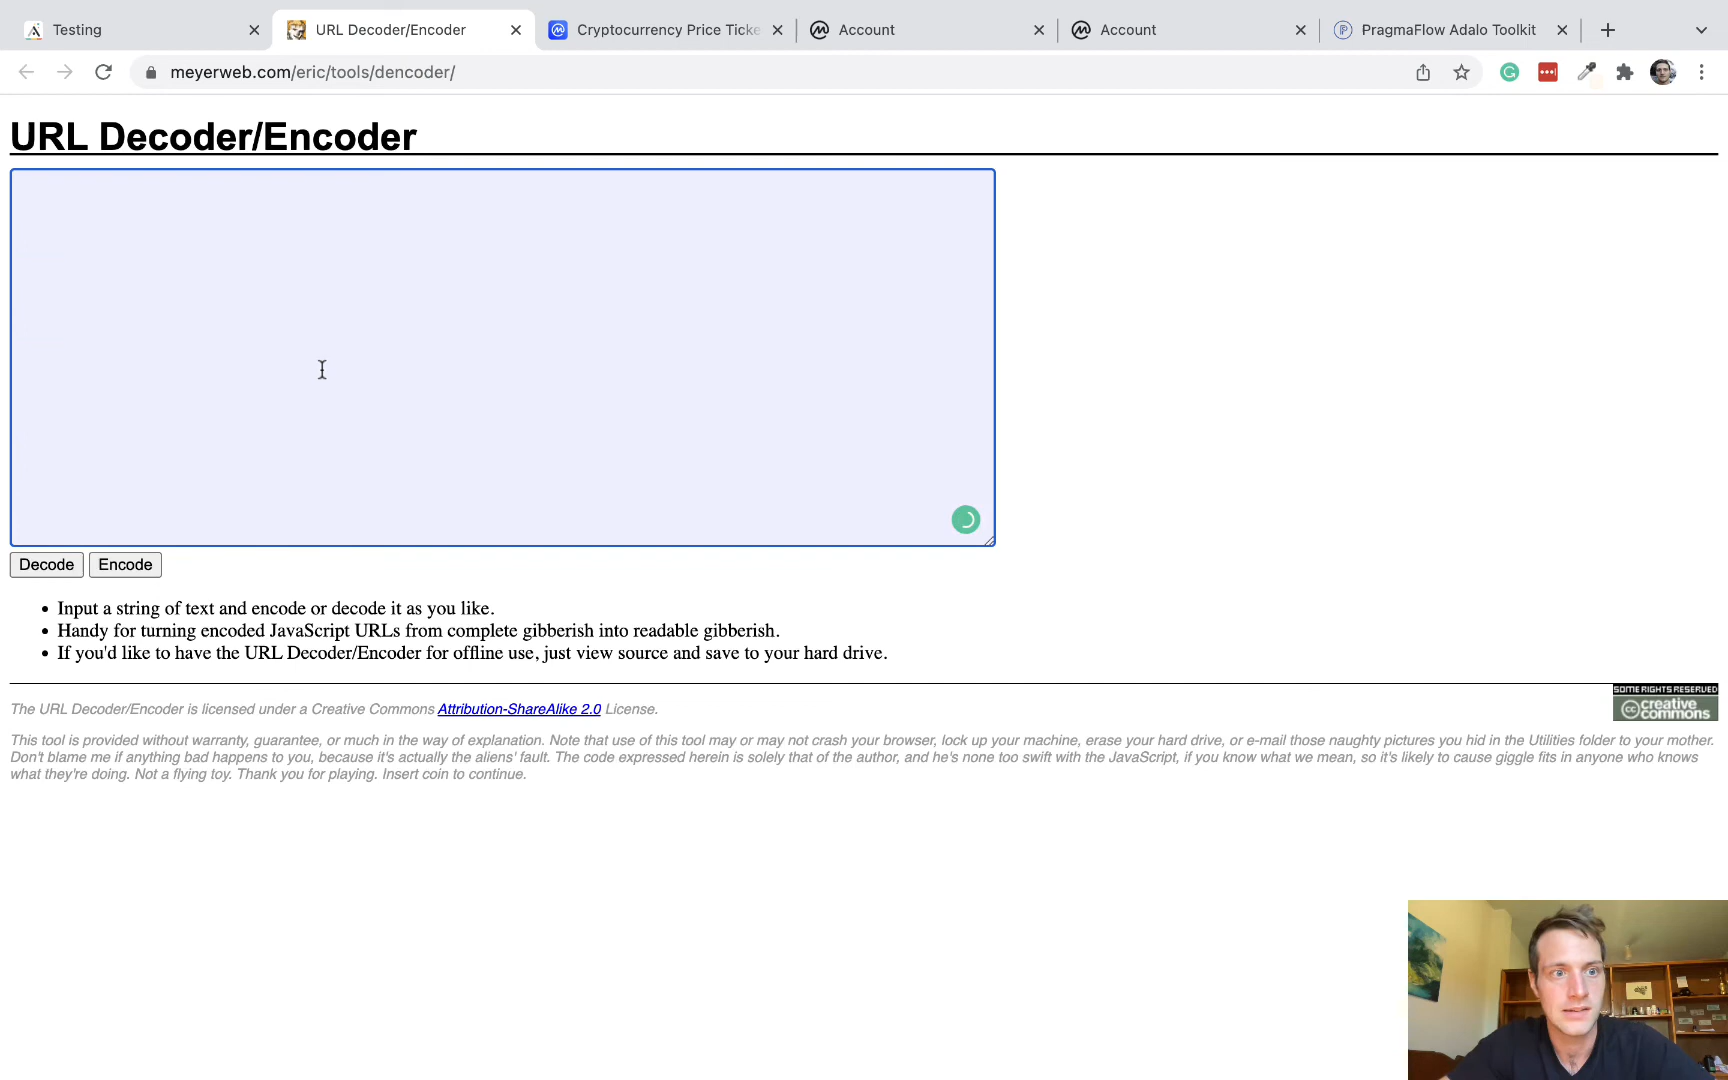 Testing
URL Decoder/Encoder
Cryptocurrency Price Ticke
Account
Account
PragmaFlow Adalo Toolkit
meyerweb.com/eric/tools/dencoder/
URL Decoder/Encoder
Decode
Encode
Input a string of text and encode or decode it as you like.
Handy for turning encoded JavaScript URLs from complete gibberish into readable gibberish.
If you'd like to have the URL Decoder/Encoder for offline use, just view source and save to your hard drive.
SOME RIGHTS RESERVED
cc creative commons
The URL Decoder/Encoder is licensed under a Creative Commons Attribution-ShareAlike 2.0 License.
This tool is provided without warranty, guarantee, or much in the way of explanation. Note that use of this tool may or may not crash your browser, lock up your machine, erase your hard drive, or e-mail those naughty pictures you hid in the Utilities folder to your mother.
Don't blame me if anything bad happens to you, because it's actually the aliens' fault. The code expressed herein is solely that of the author, and he's none too swift with the JavaScript, if you know what we mean, so it's likely to cause giggle fits in anyone who knows
what they're doing. Not a flying toy. Thank you for playing. Insert coin to continue.